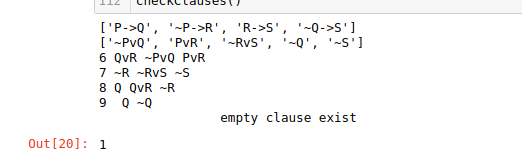 112 checkClauses()
['P->Q', '~P->R', 'R->S', '~Q->S']
['~PvQ', 'PvR', '~RvS', '~Q', '~S']
6 QvR ~PvQ PvR
7 ~R ~RvS ~S
8 Q QvR ~R
9  Q ~Q
empty clause exist
Out[20]: 1